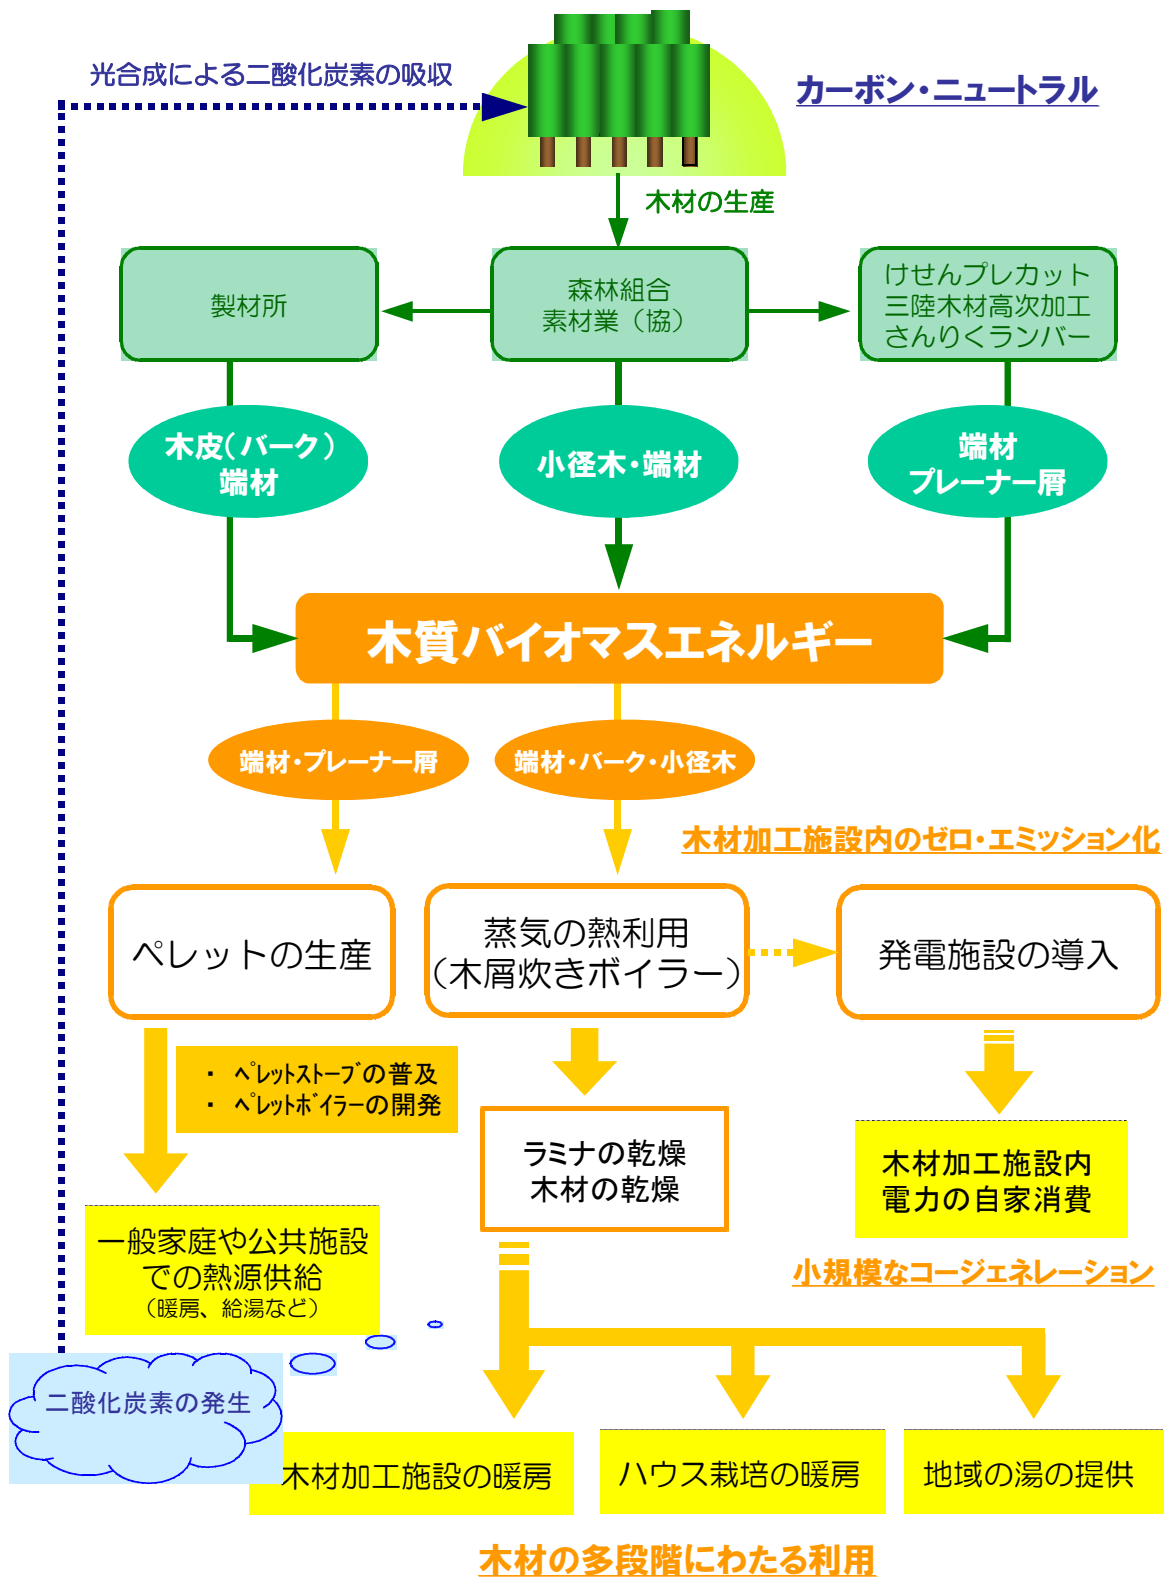 光合成による二酸化炭素の吸収
カーボン・ニュートラル
木材の生産
製材所
森林組合
素材業（協）
けせんプレカット
三陸木材高次加工
さんりくランバー
木皮（バーク）
端材
小径木・端材
端材
プレーナー屑
木質バイオマスエネルギー
端材・プレーナー屑
端材・バーク・小径木
木材加工施設内のゼロ・エミッション化
ペレットの生産
蒸気の熱利用
（木屑炊きボイラー）
発電施設の導入
・ ﾍﾟﾚｯﾄｽﾄｰﾌﾞの普及
・ ﾍﾟﾚｯﾄﾎﾞｲﾗｰの開発
ラミナの乾燥
木材の乾燥
木材加工施設内
電力の自家消費
一般家庭や公共施設
での熱源供給
（暖房、給湯など）
小規模なコージェネレーション
二酸化炭素の発生
木材加工施設の暖房
ハウス栽培の暖房
地域の湯の提供
木材の多段階にわたる利用